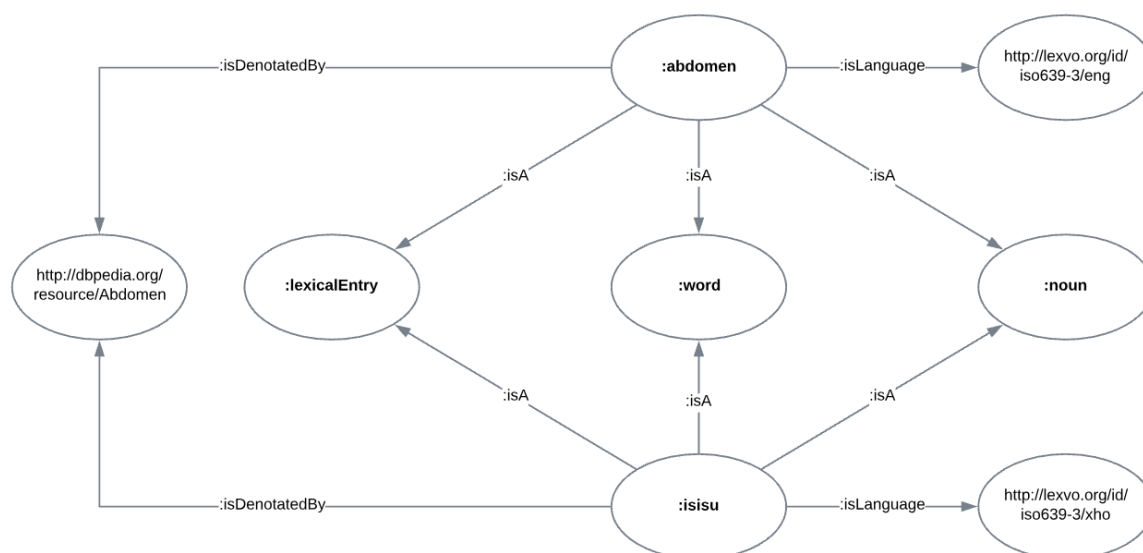 :isDenotatedBy
:abdomen
:isLanguage
http://lexvo.org/id/
iso639-3/eng
:isA
:isA
:isA
http://dbpedia.org/
resource/Abdomen
:lexicalEntry
:word
:noun
:isA
:isA
:isA
:isDenotatedBy
:isisu
:isLanguage
http://lexvo.org/id/
iso639-3/xho